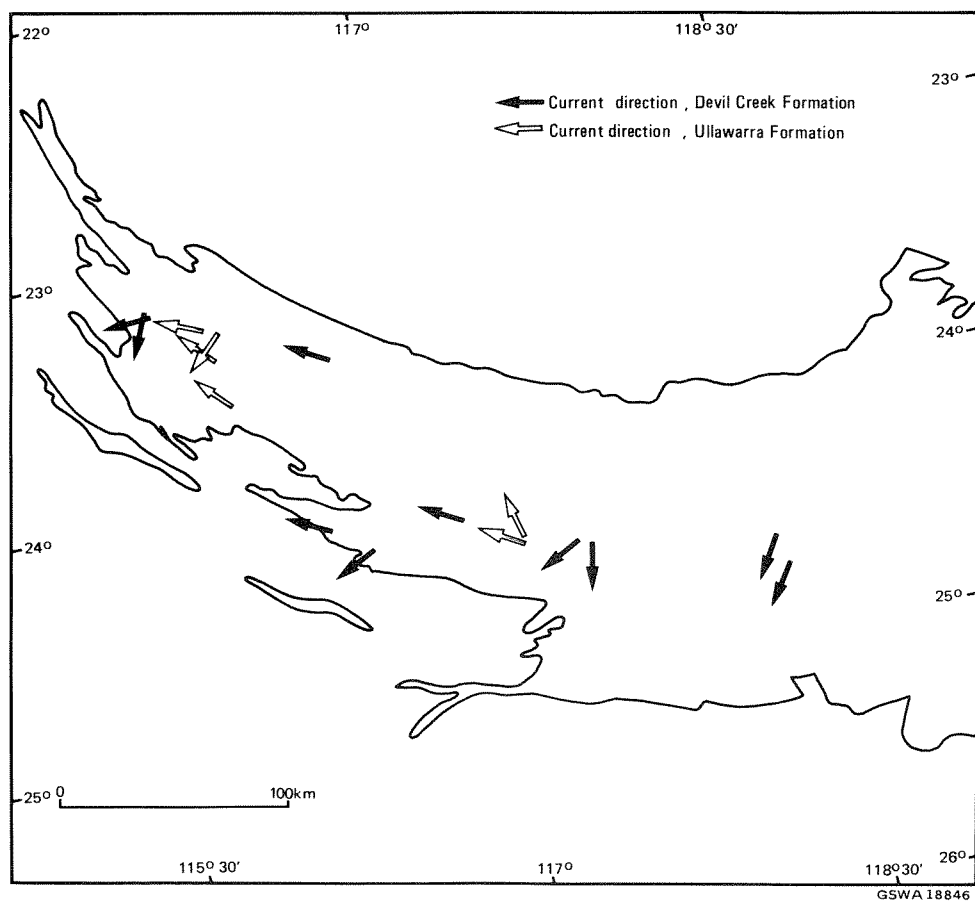 117° 118° 30'
22°
23°
Current direction , Devil Creek Formation
Current direction , Ullawarra Formation
23°
24°
24°
25°
25°
0 100km
115° 30' 117° 118° 30'
26°
GSWA 18846